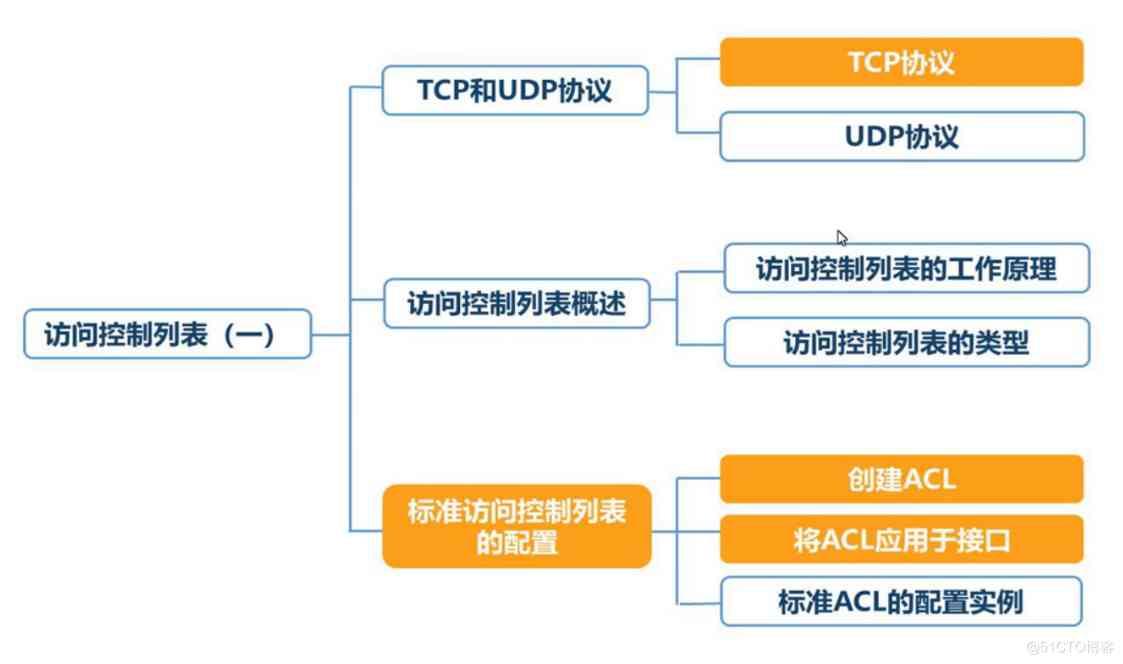 TCP协议
TCP和UDP协议
UDP协议
访问控制列表的工作原理
访问控制列表概述
访问控制列表（一）
访问控制列表的类型
创建ACL
标准访问控制列表
的配置
将ACL应用于接口
标准ACL的配置实例
@51CTO博客